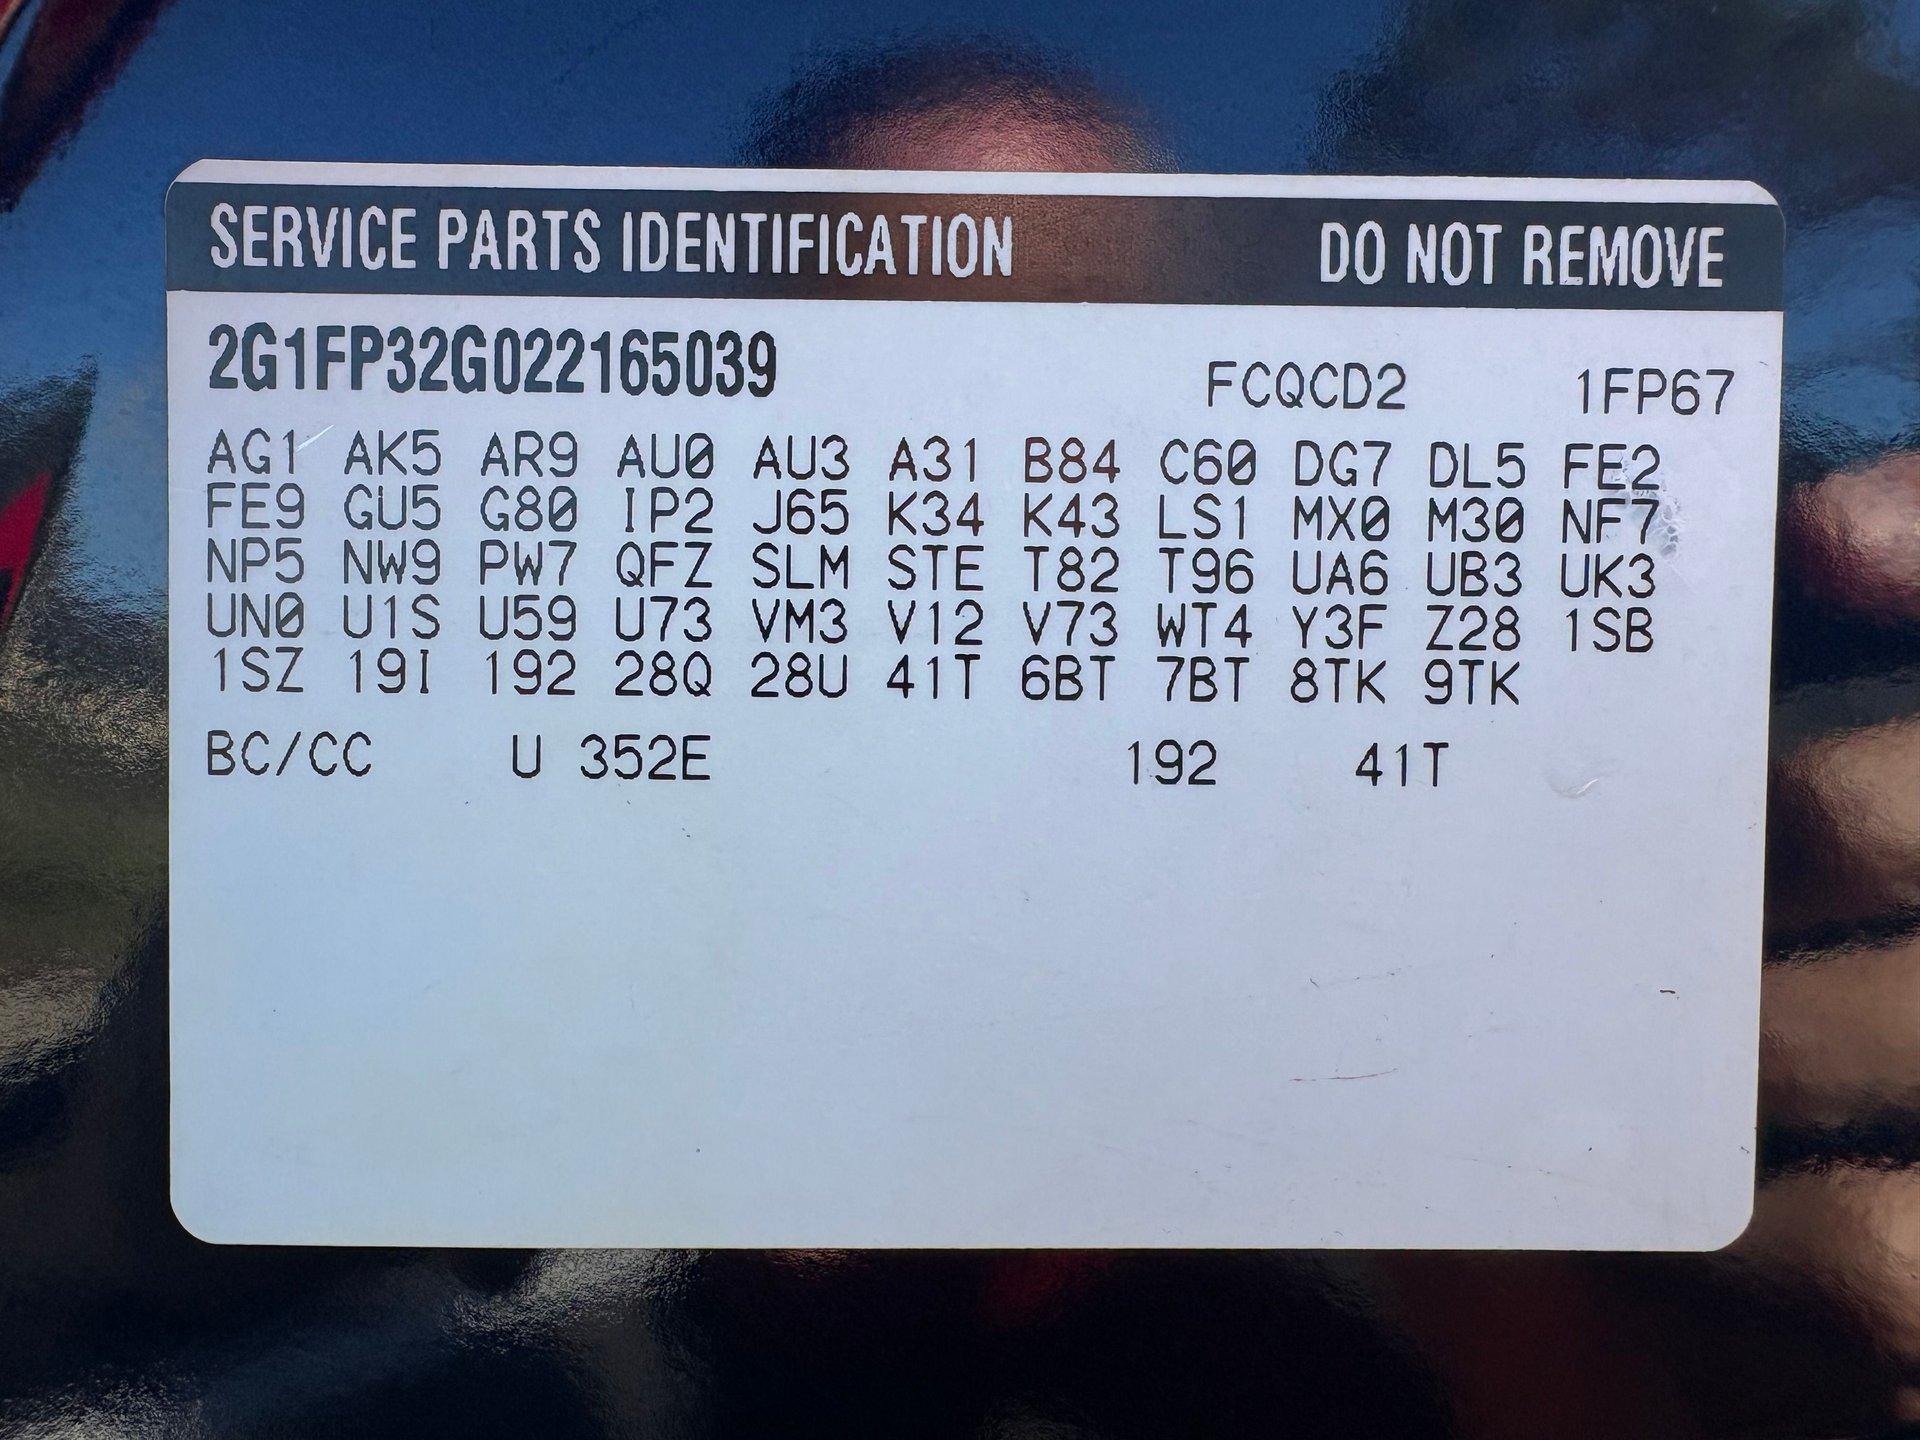 SERVICE PARTS IDENTIFICATION DO NOT REMOVE
2G1FP32G022165039 FCQCD2 1FP67
AG1 AK5 AR9 AU0 AU3 A31 B84 C60 DG7 DL5 FE2
FE9 GU5 G80 IP2 J65 K34 K43 LS1 MX0 M30 NF7
NP5 NW9 PW7 QFZ SLM STE T82 T96 UA6 UB3 UK3
UN0 U1S U59 U73 VM3 V12 V73 WT4 Y3F Z28 1SB
1SZ 19I 192 28Q 28U 41T 6BT 7BT 8TK 9TK
BC/CC U 352E 192 41T